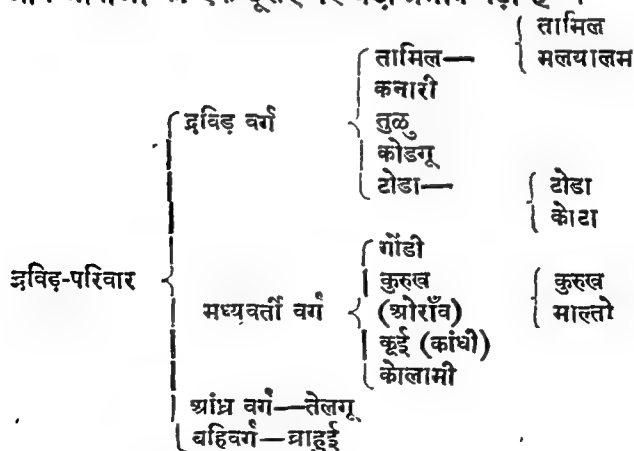 तामिल
तामिल— मलयालम
कनारी
द्रविड़ वर्ग तुळु
कोडगू
टोडा— टोडा
कोटा
गोंडी
द्रविड़-परिवार कुरुख कुरुख
मध्यवर्ती वर्ग (ओराँव) माल्तो
कूई (कांधी)
कोलामी
आंध्र वर्ग—तेलगू
बहिवर्ग—ब्राहुई